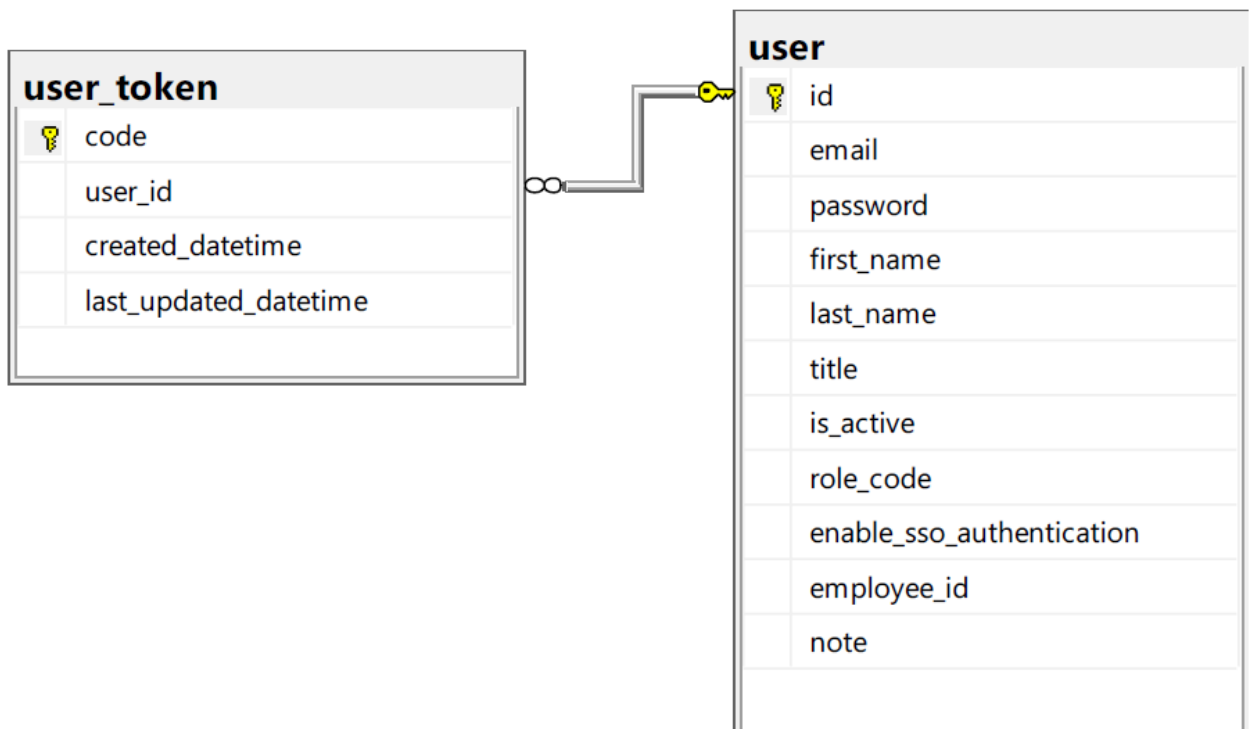 user_token
code
user_id
created_datetime
last_updated_datetime
user
id
email
password
first_name
last_name
title
is_active
role_code
enable_sso_authentication
employee_id
note